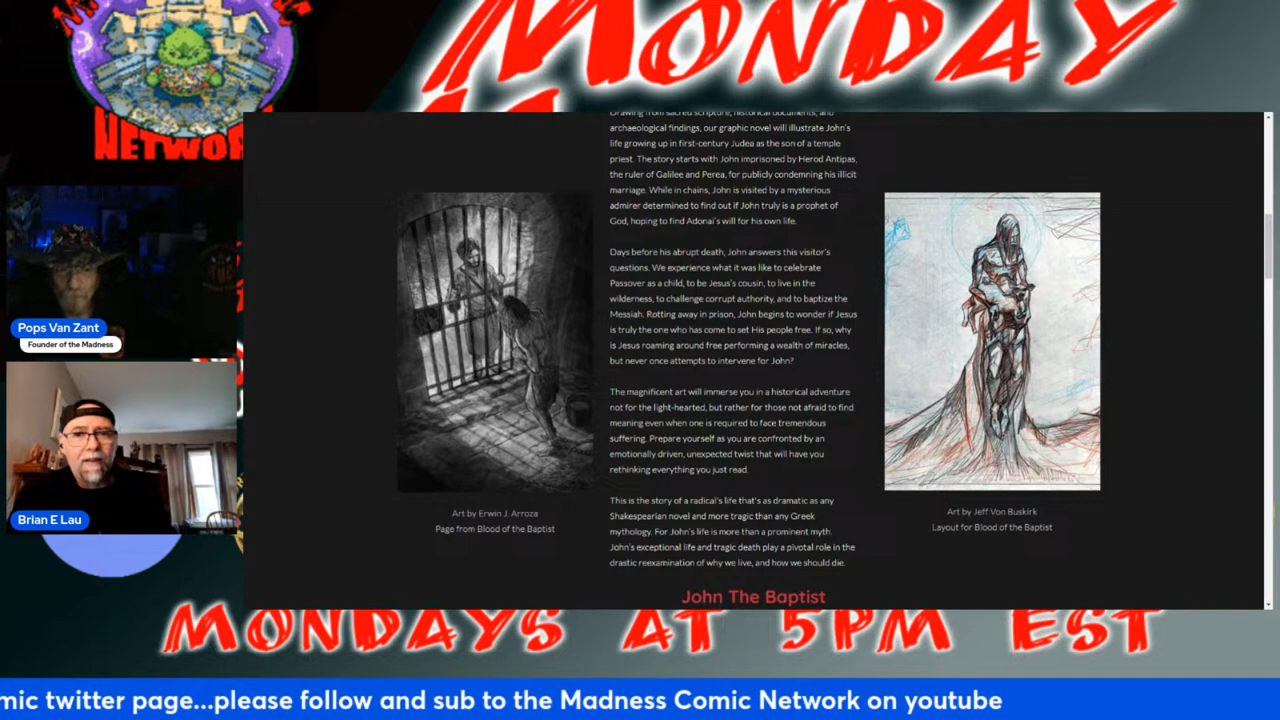 MONDAY
NETWO
Drawing from sacred scripture, historical documents, and
archaeological findings, our graphic novel will illustrate John's
life growing up in first-century Judea as the son of a temple
priest. The story starts with John imprisoned by Herod Antipas,
the ruler of Galilee and Perea, for publicly condemning his illicit
marriage. While in chains, John is visited by a mysterious
admirer determined to find out if John truly is a prophet of
God, hoping to find Adonai's will for his own life.
Days before his abrupt death, John answers this visitor's
questions. We experience what it was like to celebrate
Passover as a child, to be Jesus's cousin, to live in the
wilderness, to challenge corrupt authority, and to baptize the
Messiah. Rotting away in prison, John begins to wonder if Jesus
is truly the one who has come to set His people free. If so, why
is Jesus roaming around free performing a wealth of miracles,
but never once attempts to intervene for John?
The magnificent art will immerse you in a historical adventure
not for the light-hearted, but rather for those not afraid to find
meaning even when one is required to face tremendous
suffering. Prepare yourself as you are confronted by an
emotionally driven, unexpected twist that will have you
rethinking everything you just read.
This is the story of a radical's life that's as dramatic as any
Shakespearian novel and more tragic than any Greek
mythology. For John's life is more than a prominent myth.
John's exceptional life and tragic death play a pivotal role in the
drastic reexamination of why we live, and how we should die.
John The Baptist
Art by Erwin J. Arroza
Page from Blood of the Baptist
Art by Jeff Von Buskirk
Layout for Blood of the Baptist
Pops Van Zant
Founder of the Madness
Brian E Lau
MONDAYS AT 5PM EST
mic twitter page...please follow and sub to the Madness Comic Network on youtube